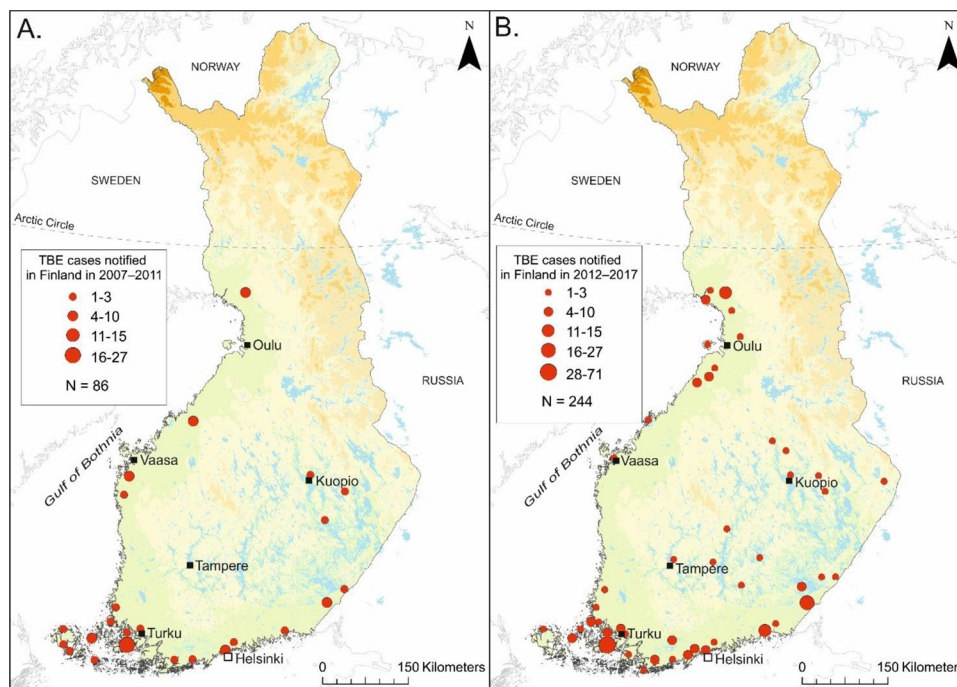 A.
N
NORWAY
SWEDEN
Arctic Circle
TBE cases notified
in Finland in 2007–2011
1-3
4-10
11-15
16-27
N = 86
Oulu
RUSSIA
Gulf of Bothnia
Vaasa
Kuopio
Tampere
Turku
Helsinki
0 150 Kilometers
B.
N
NORWAY
SWEDEN
Arctic Circle
TBE cases notified
in Finland in 2012–2017
1-3
4-10
11-15
16-27
28-71
N = 244
Oulu
RUSSIA
Gulf of Bothnia
Vaasa
Kuopio
Tampere
Turku
Helsinki
0 150 Kilometers